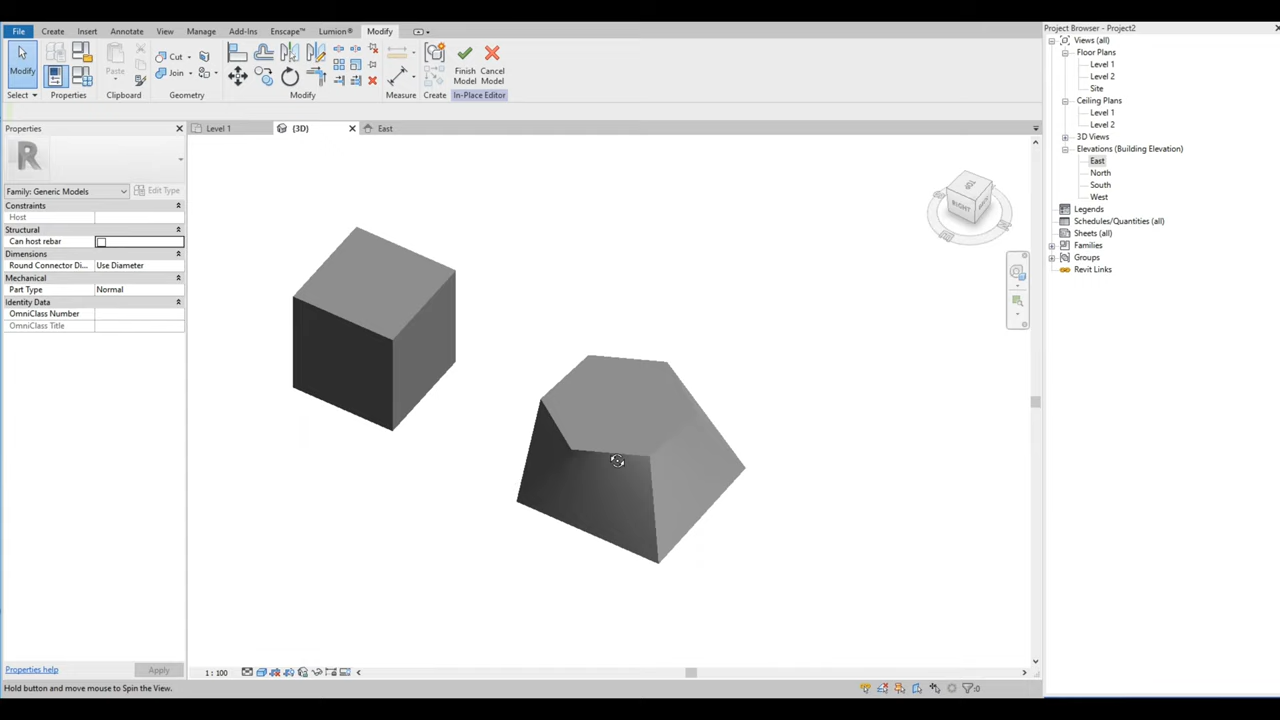 File Create Insert Annotate View Manage Add-Ins Enscape™ Lumion® Modify
Modify Paste Cut Join Finish Model Cancel Model
Select Properties Clipboard Geometry Modify Measure Create In-Place Editor
Properties
R
Family: Generic Models Edit Type
Constraints
Host
Structural
Can host rebar
Dimensions
Round Connector Di... Use Diameter
Mechanical
Part Type Normal
Identity Data
OmniClass Number
OmniClass Title
Properties help Apply
Level 1 {3D} East
TOP
RIGHT
1 : 100
Hold button and move mouse to Spin the View.
:0
Project Browser - Project2
Views (all)
Floor Plans
Level 1
Level 2
Site
Ceiling Plans
Level 1
Level 2
3D Views
Elevations (Building Elevation)
East
North
South
West
Legends
Schedules/Quantities (all)
Sheets (all)
Families
Groups
Revit Links